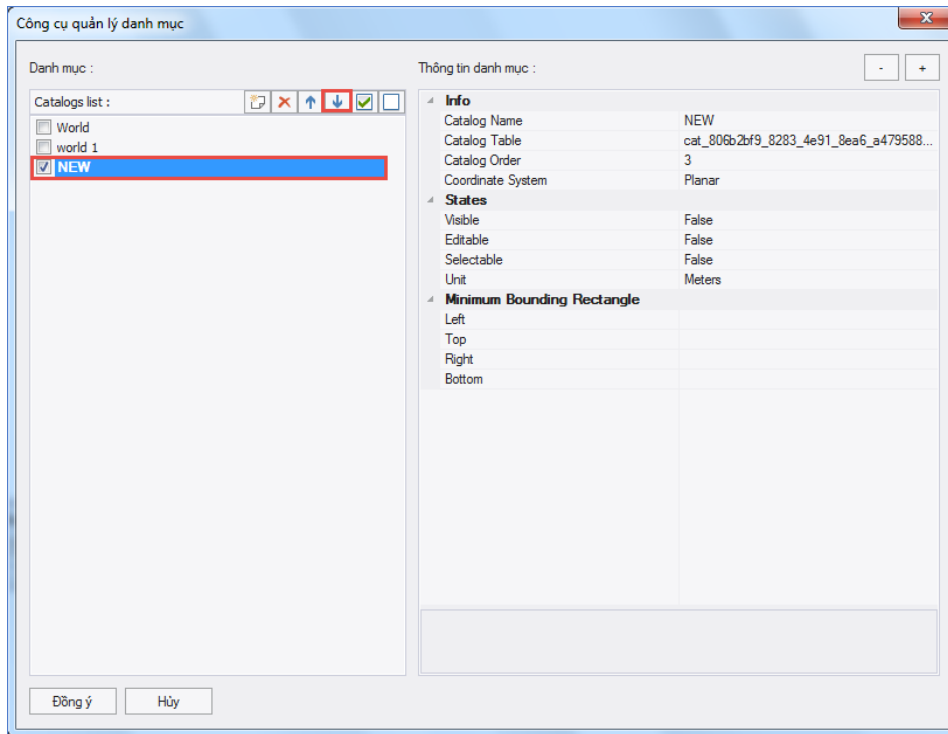 Công cụ quản lý danh mục
Danh mục :
Thông tin danh mục :
- +
Catalogs list :
World
world 1
NEW
Info
Catalog Name NEW
Catalog Table cat_806b2bf9_8283_4e91_8ea6_a479588...
Catalog Order 3
Coordinate System Planar
States
Visible False
Editable False
Selectable False
Unit Meters
Minimum Bounding Rectangle
Left
Top
Right
Bottom
Đồng ý Hủy